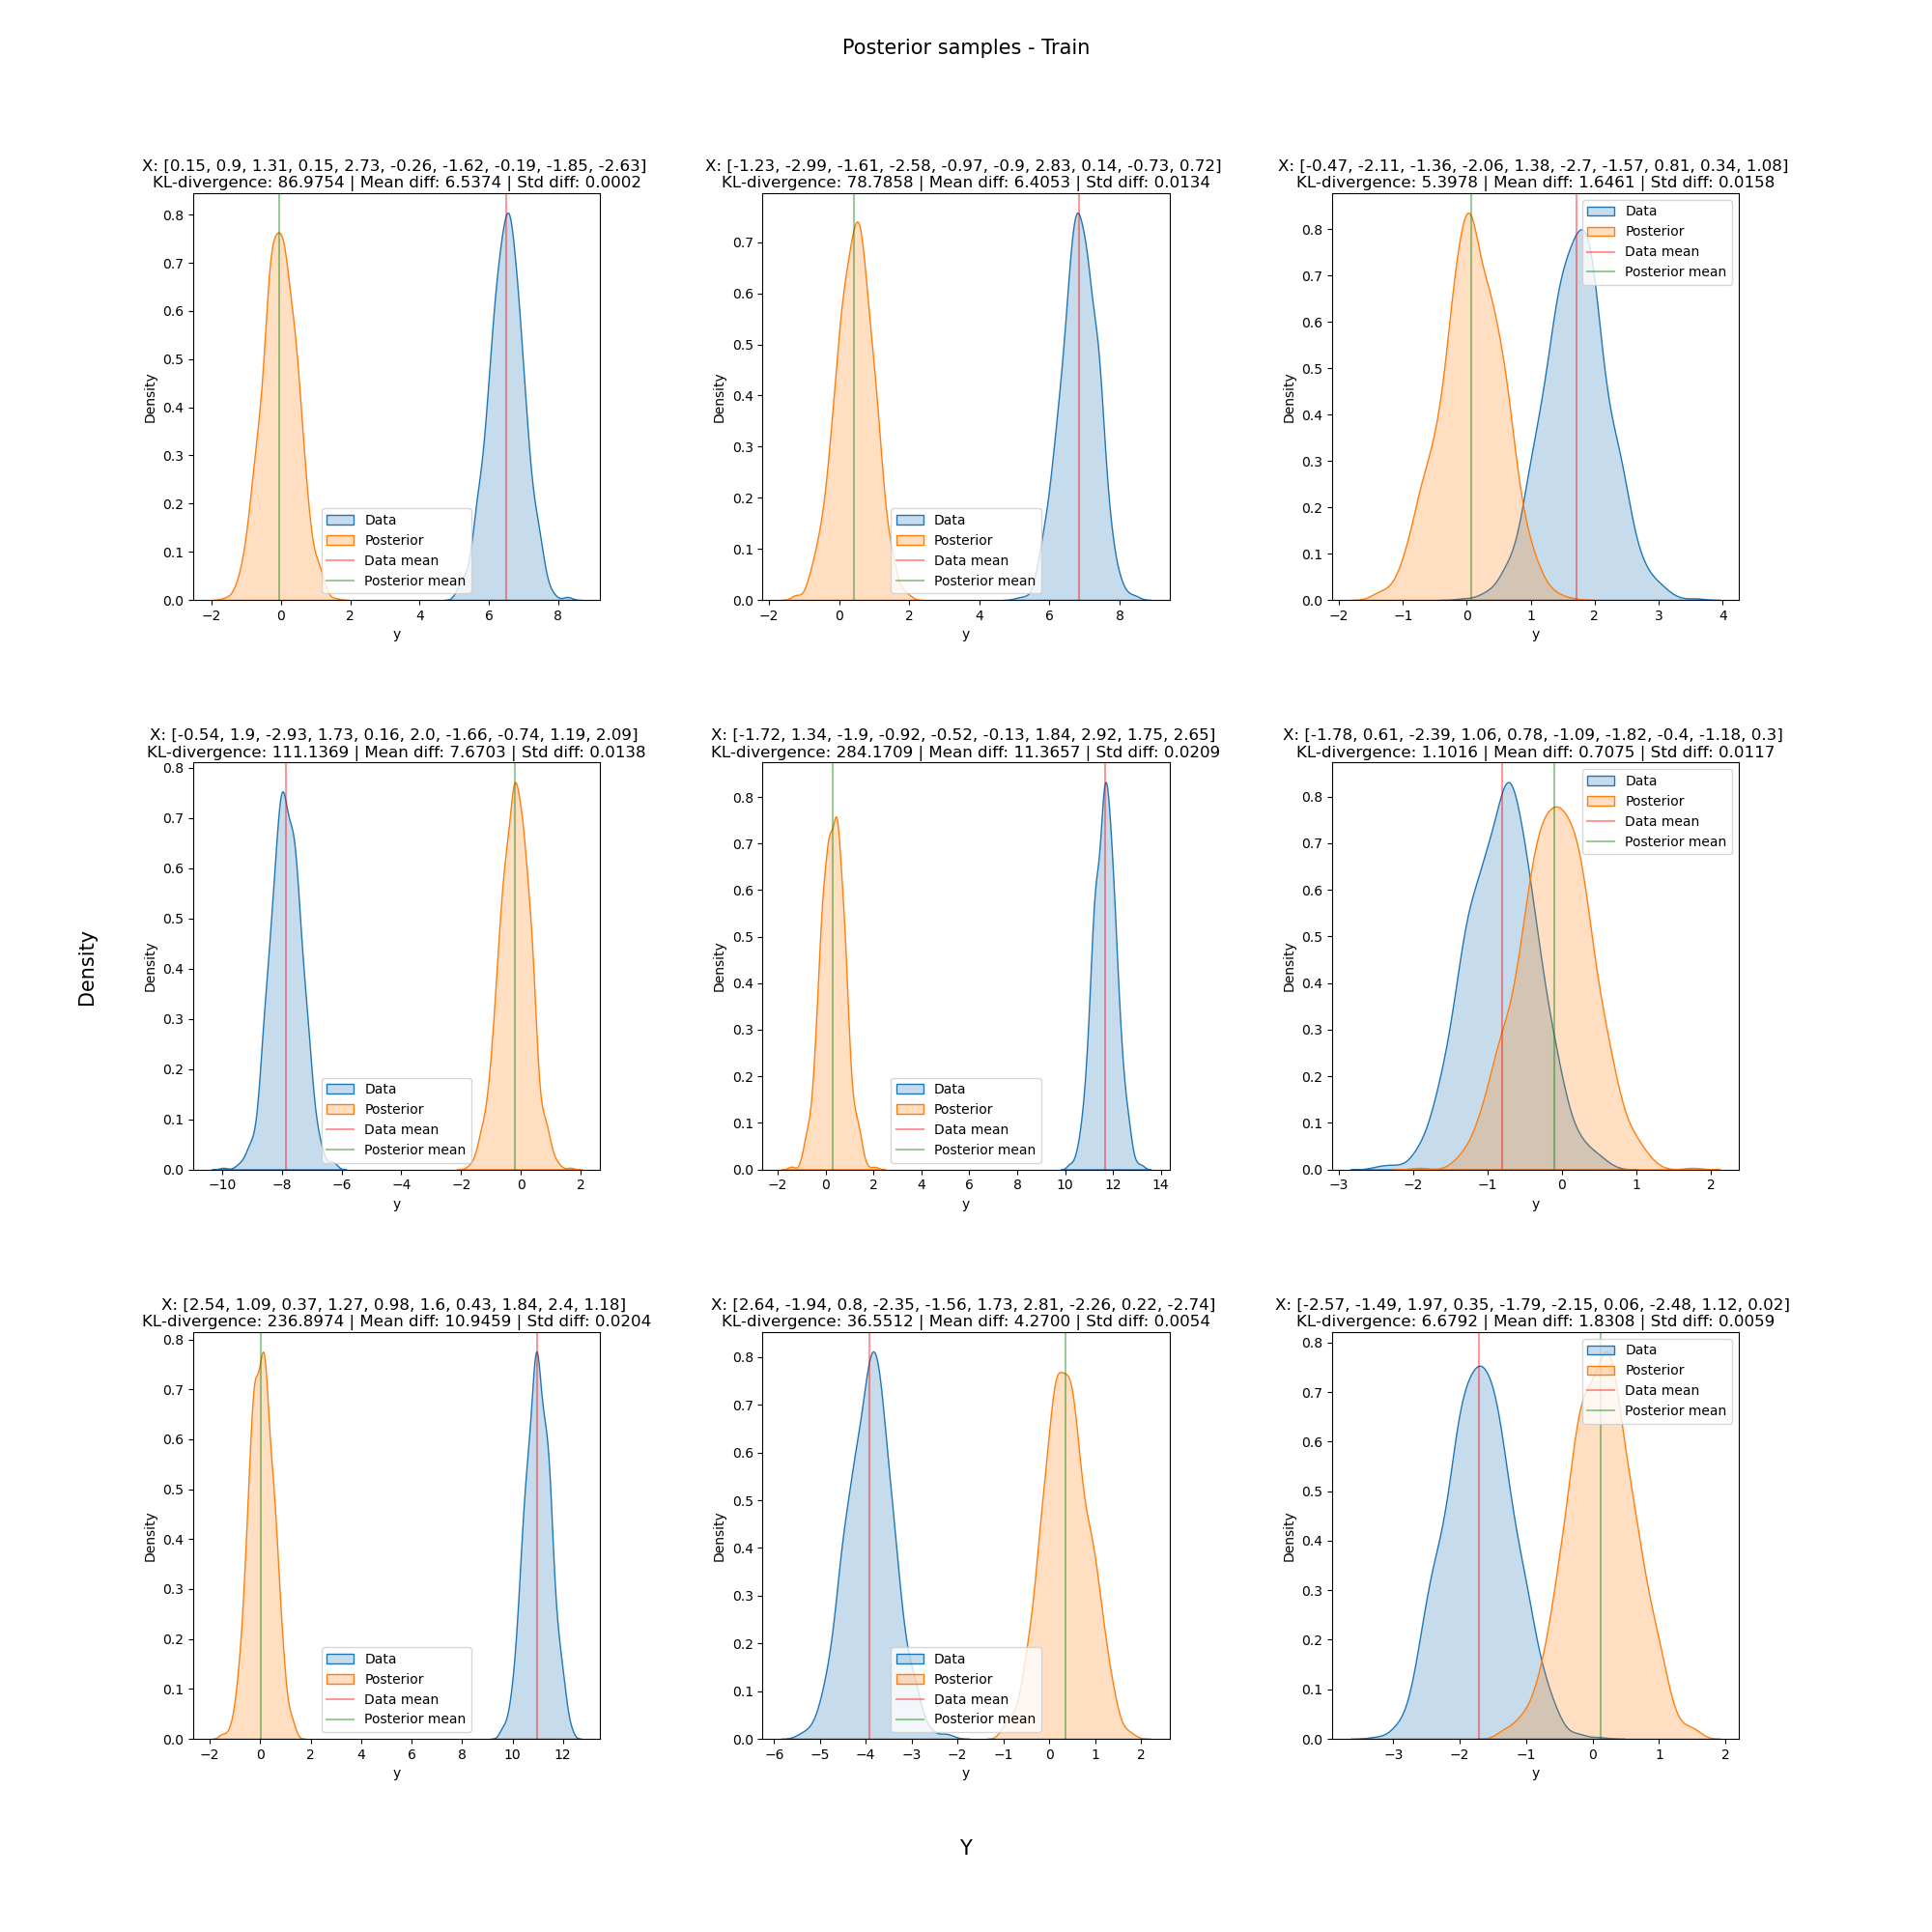 Posterior samples - Train
X: [0.15, 0.9, 1.31, 0.15, 2.73, -0.26, -1.62, -0.19, -1.85, -2.63]
KL-divergence: 86.9754 | Mean diff: 6.5374 | Std diff: 0.0002
0.8
0.7
0.6
0.5
0.4
0.3
0.2
0.1
0.0
Density
Data
Posterior
Data mean
Posterior mean
−2 0 2 4 6 8
y
X: [-1.23, -2.99, -1.61, -2.58, -0.97, -0.9, 2.83, 0.14, -0.73, 0.72]
KL-divergence: 78.7858 | Mean diff: 6.4053 | Std diff: 0.0134
0.7
0.6
0.5
0.4
0.3
0.2
0.1
0.0
Density
Data
Posterior
Data mean
Posterior mean
−2 0 2 4 6 8
y
X: [-0.47, -2.11, -1.36, -2.06, 1.38, -2.7, -1.57, 0.81, 0.34, 1.08]
KL-divergence: 5.3978 | Mean diff: 1.6461 | Std diff: 0.0158
0.8
0.7
0.6
0.5
0.4
0.3
0.2
0.1
0.0
Density
Data
Posterior
Data mean
Posterior mean
−2 −1 0 1 2 3 4
y
Density
X: [-0.54, 1.9, -2.93, 1.73, 0.16, 2.0, -1.66, -0.74, 1.19, 2.09]
KL-divergence: 111.1369 | Mean diff: 7.6703 | Std diff: 0.0138
0.8
0.7
0.6
0.5
0.4
0.3
0.2
0.1
0.0
Density
Data
Posterior
Data mean
Posterior mean
−10 −8 −6 −4 −2 0 2
y
X: [-1.72, 1.34, -1.9, -0.92, -0.52, -0.13, 1.84, 2.92, 1.75, 2.65]
KL-divergence: 284.1709 | Mean diff: 11.3657 | Std diff: 0.0209
0.8
0.7
0.6
0.5
0.4
0.3
0.2
0.1
0.0
Density
Data
Posterior
Data mean
Posterior mean
−2 0 2 4 6 8 10 12 14
y
X: [-1.78, 0.61, -2.39, 1.06, 0.78, -1.09, -1.82, -0.4, -1.18, 0.3]
KL-divergence: 1.1016 | Mean diff: 0.7075 | Std diff: 0.0117
0.8
0.7
0.6
0.5
0.4
0.3
0.2
0.1
0.0
Density
Data
Posterior
Data mean
Posterior mean
−3 −2 −1 0 1 2
y
X: [2.54, 1.09, 0.37, 1.27, 0.98, 1.6, 0.43, 1.84, 2.4, 1.18]
KL-divergence: 236.8974 | Mean diff: 10.9459 | Std diff: 0.0204
0.8
0.7
0.6
0.5
0.4
0.3
0.2
0.1
0.0
Density
Data
Posterior
Data mean
Posterior mean
−2 0 2 4 6 8 10 12
y
X: [2.64, -1.94, 0.8, -2.35, -1.56, 1.73, 2.81, -2.26, 0.22, -2.74]
KL-divergence: 36.5512 | Mean diff: 4.2700 | Std diff: 0.0054
0.8
0.7
0.6
0.5
0.4
0.3
0.2
0.1
0.0
Density
Data
Posterior
Data mean
Posterior mean
−6 −5 −4 −3 −2 −1 0 1 2
y
X: [-2.57, -1.49, 1.97, 0.35, -1.79, -2.15, 0.06, -2.48, 1.12, 0.02]
KL-divergence: 6.6792 | Mean diff: 1.8308 | Std diff: 0.0059
0.8
0.7
0.6
0.5
0.4
0.3
0.2
0.1
0.0
Density
Data
Posterior
Data mean
Posterior mean
−3 −2 −1 0 1 2
y
Y